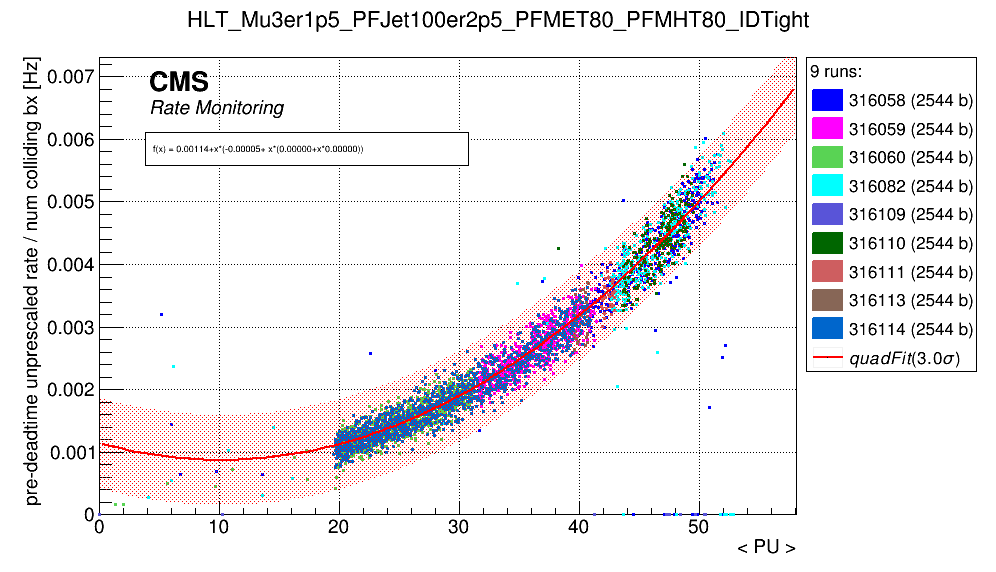 HLT_Mu3er1p5_PFJet100er2p5_PFMET80_PFMHT80_IDTight
pre-deadtime unprescaled rate / num colliding bx [Hz]
0.007
0.006
0.005
0.004
0.003
0.002
0.001
0
CMS
Rate Monitoring
f(x) = 0.00114+x*(-0.00005+ x*(0.00000+x*0.00000))
0
10
20
30
40
50
< PU >
9 runs:
316058 (2544 b)
316059 (2544 b)
316060 (2544 b)
316082 (2544 b)
316109 (2544 b)
316110 (2544 b)
316111 (2544 b)
316113 (2544 b)
316114 (2544 b)
quadFit(3.0σ)